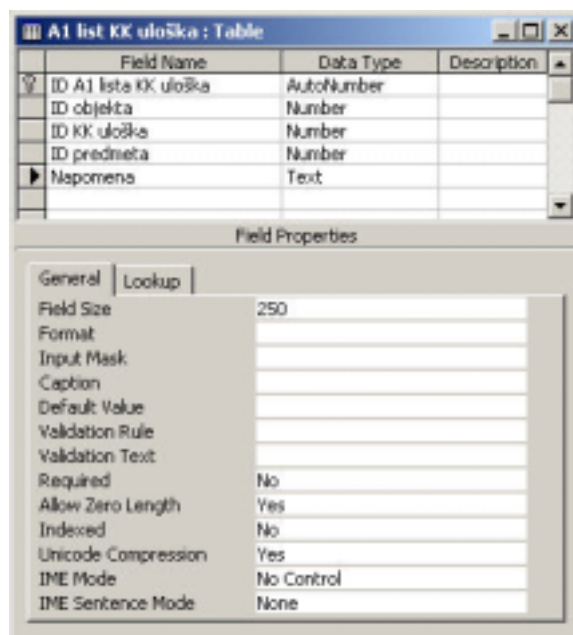 A1 list KK uloška : Table
Field Name Data Type Description
ID A1 lista KK uloška AutoNumber
ID objekta Number
ID KK uloška Number
ID predmeta Number
Napomena Text
Field Properties
General Lookup
Field Size 250
Format
Input Mask
Caption
Default Value
Validation Rule
Validation Text
Required No
Allow Zero Length Yes
Indexed No
Unicode Compression Yes
IME Mode No Control
IME Sentence Mode None